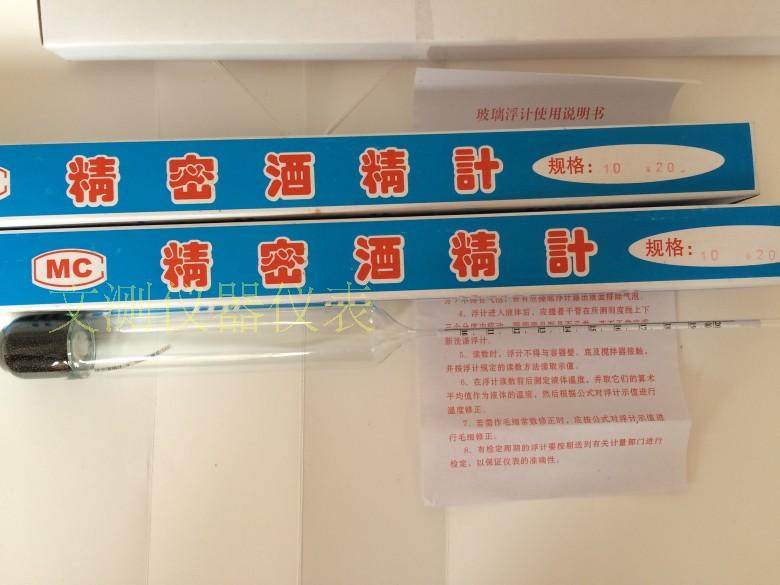 玻璃浮计使用说明书
精密酒精計
规格：10 20
MC
精密酒精計
规格：10 20
艾测仪器仪表
4、浮计进入液体后，应
在所测刻度线上下
新洗涤浮计.
5、读数时，浮计不得与容器壁、底及搅拌器接触，
并按浮计规定的读数方法读取示值.
6、在浮计读数前后测定液体温度，并取它们的算术
平均值作为液体的温度，然后根据公式对浮计示值进行
温度修正.
7、若需作毛细常数修正时，应按公式对浮计示值进
行毛细修正.
8、有检定周期的浮计要按期送到有关计量部门进行
检定，以保证仪表的准确性.